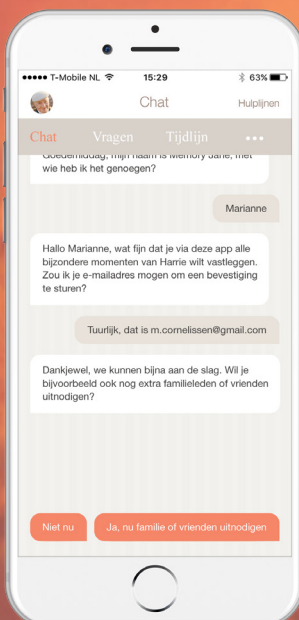 T-Mobile NL 15:29 63%
Chat Hulplijnen
Chat Vragen Tijdlijn
Goedemiddag, mijn naam is Memory Jane, met
wie heb ik het genoegen?
Marianne
Hallo Marianne, wat fijn dat je via deze app alle
bijzondere momenten van Harrie wilt vastleggen.
Zou ik je e-mailadres mogen om een bevestiging
te sturen?
Tuurlijk, dat is m.cornelissen@gmail.com
Dankjewel, we kunnen bijna aan de slag. Wil je
bijvoorbeeld ook nog extra familieleden of vrienden
uitnodigen?
Niet nu
Ja, nu familie of vrienden uitnodigen